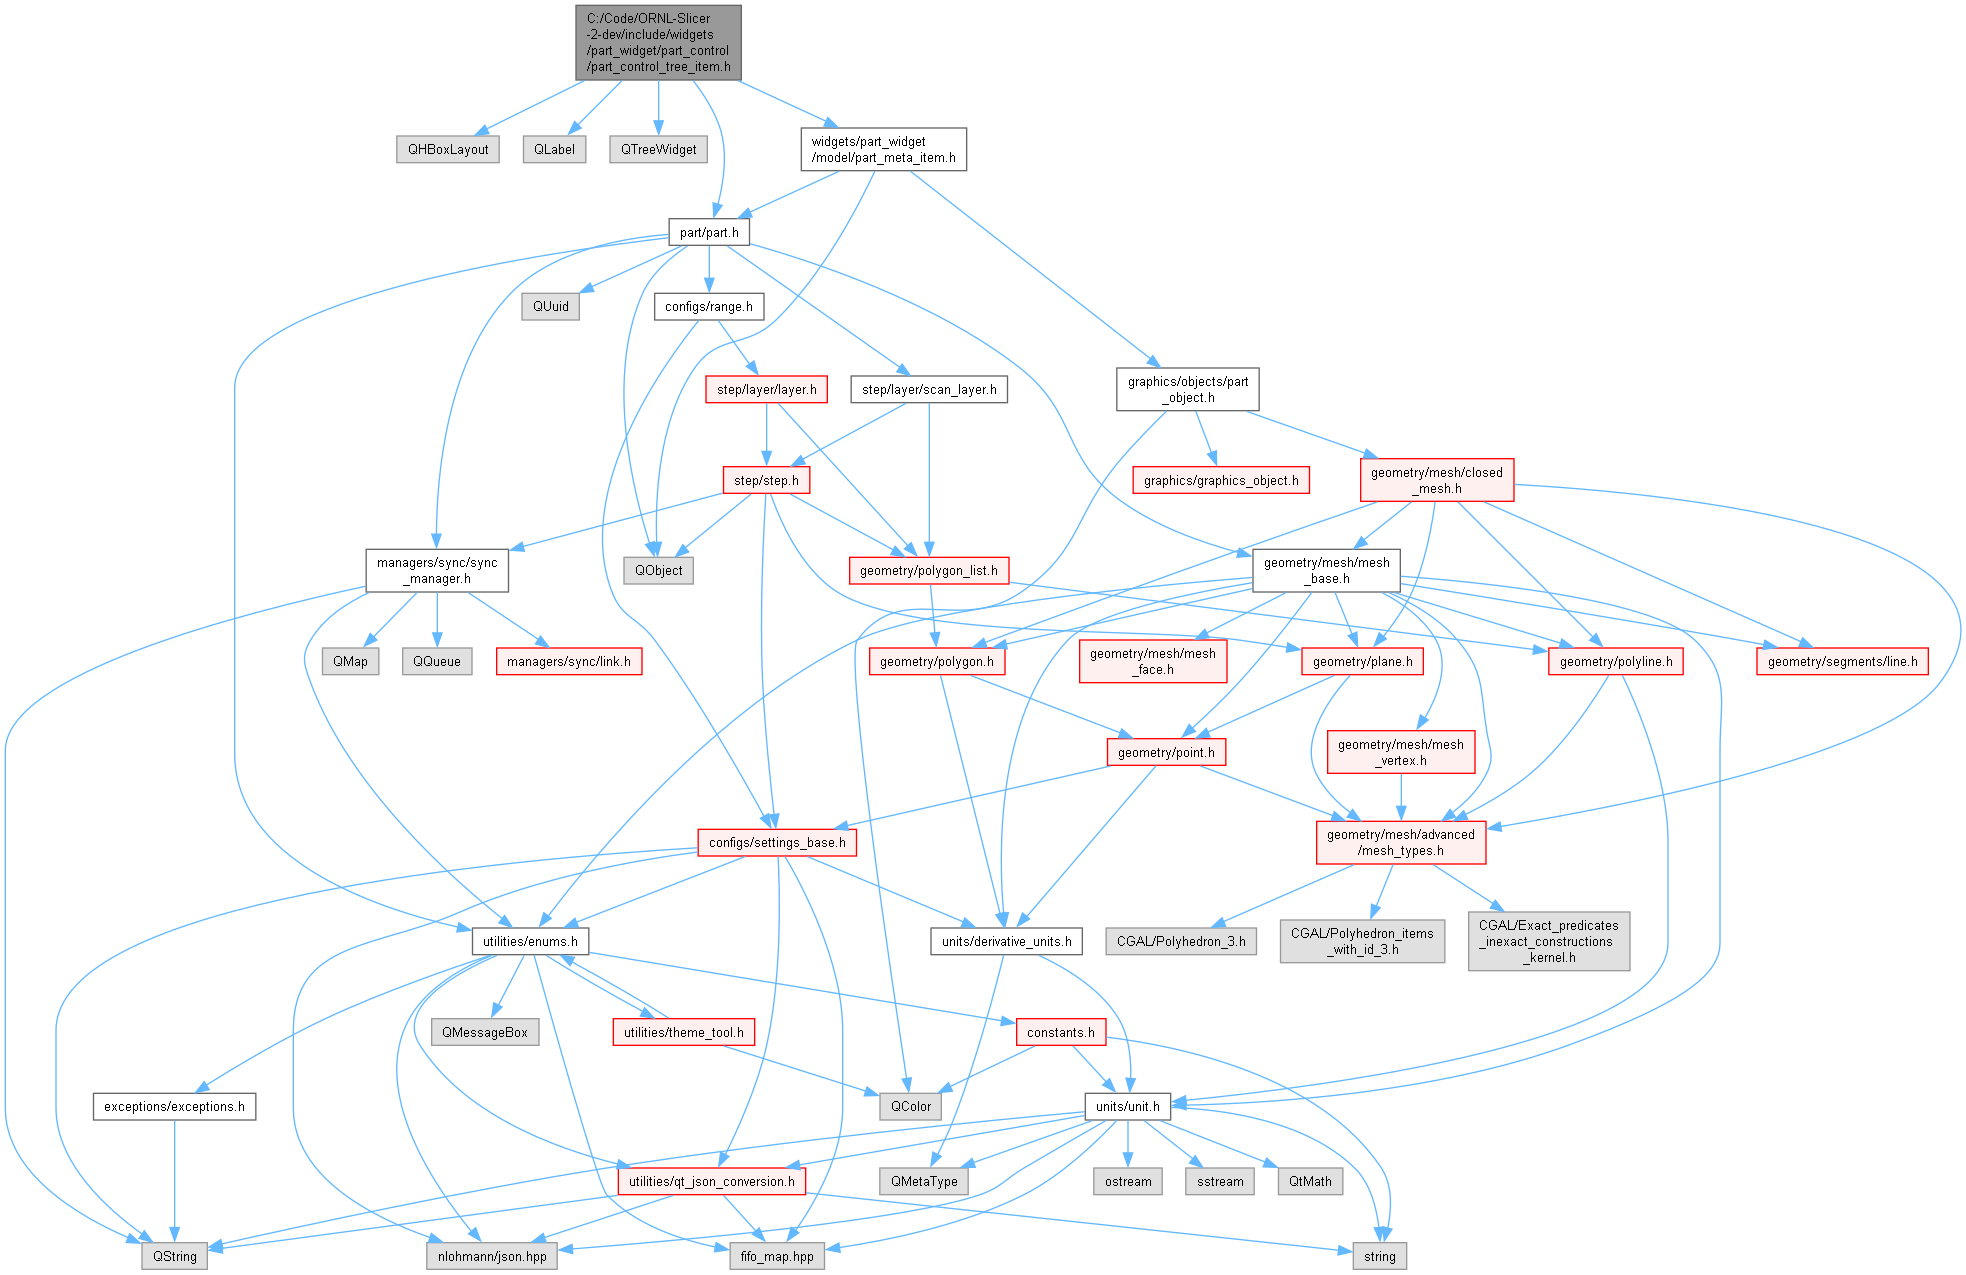 C:/Code/ORNL-Slicer
-2-dev/include/widgets
/part_widget/part_control
/part_control_tree_item.h
QHBoxLayout
QLabel
QTreeWidget
widgets/part_widget
/model/part_meta_item.h
part/part.h
QUuid
configs/range.h
step/layer/layer.h
step/layer/scan_layer.h
graphics/objects/part
_object.h
step/step.h
graphics/graphics_object.h
geometry/mesh/closed
_mesh.h
managers/sync/sync
_manager.h
QObject
geometry/polygon_list.h
geometry/mesh/mesh
_base.h
QMap
QQueue
managers/sync/link.h
geometry/polygon.h
geometry/mesh/mesh
_face.h
geometry/plane.h
geometry/polyline.h
geometry/segments/line.h
geometry/point.h
geometry/mesh/mesh
_vertex.h
configs/settings_base.h
geometry/mesh/advanced
/mesh_types.h
utilities/enums.h
units/derivative_units.h
CGAL/Polyhedron_3.h
CGAL/Polyhedron_items
_with_id_3.h
CGAL/Exact_predicates
_inexact_constructions
_kernel.h
QMessageBox
utilities/theme_tool.h
constants.h
exceptions/exceptions.h
QColor
units/unit.h
utilities/qt_json_conversion.h
QMetaType
ostream
sstream
QtMath
QString
nlohmann/json.hpp
fifo_map.hpp
string